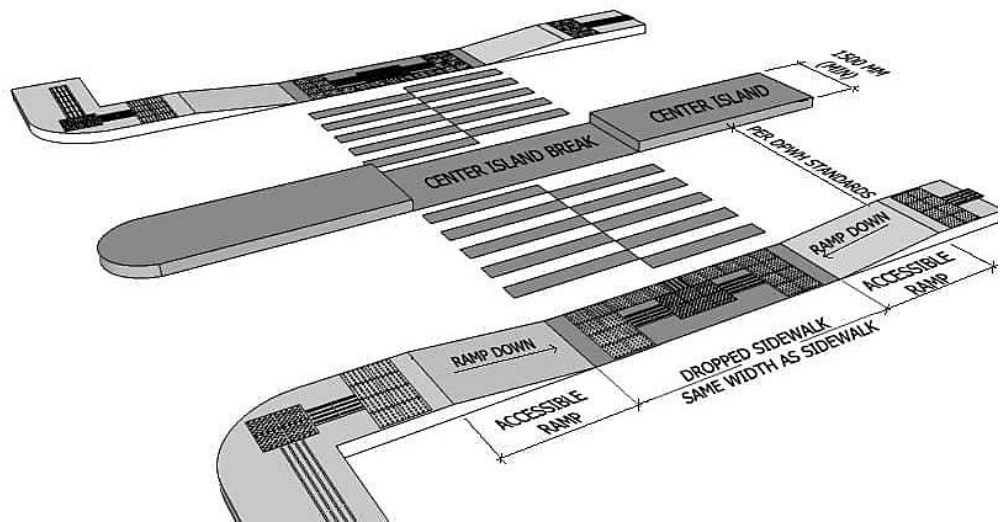 1500 MM
(MIN)
CENTER ISLAND
CENTER ISLAND BREAK
PER DPWH STANDARDS
RAMP DOWN
ACCESSIBLE
RAMP
RAMP DOWN
DROPPED SIDEWALK
SAME WIDTH AS SIDEWALK
ACCESSIBLE
RAMP